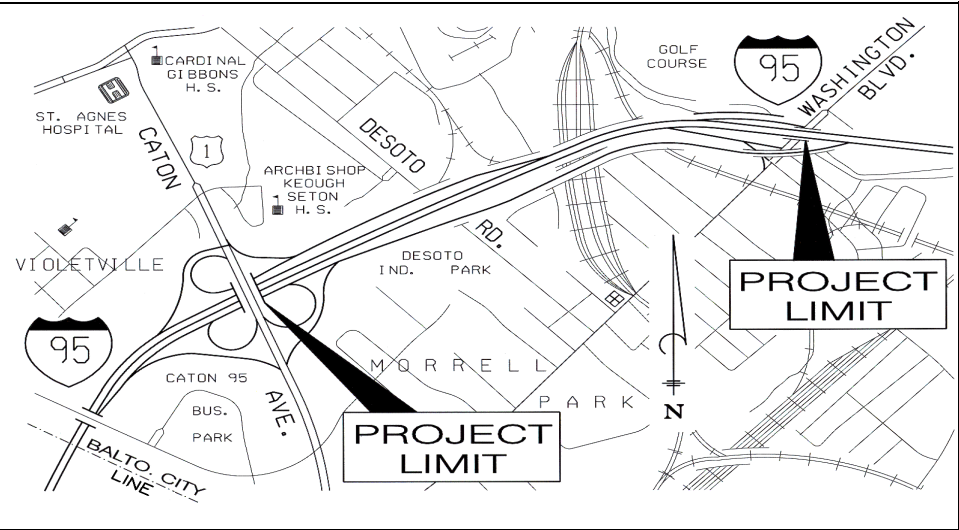 CARDINAL
GIBBONS
H. S.
ST. AGNES
HOSPITAL
CATON
1
DESOTO
GOLF
COURSE
95
WASHINGTON
BLVD.
ARCHBISHOP
KEOUGH
SETON
H. S.
VIOLETVILLE
RD.
DESOTO
IND. PARK
PROJECT
LIMIT
95
MORRELL
PARK
CATON 95
BUS.
PARK
AVE.
N
PROJECT
LIMIT
BALTO. CITY
LINE